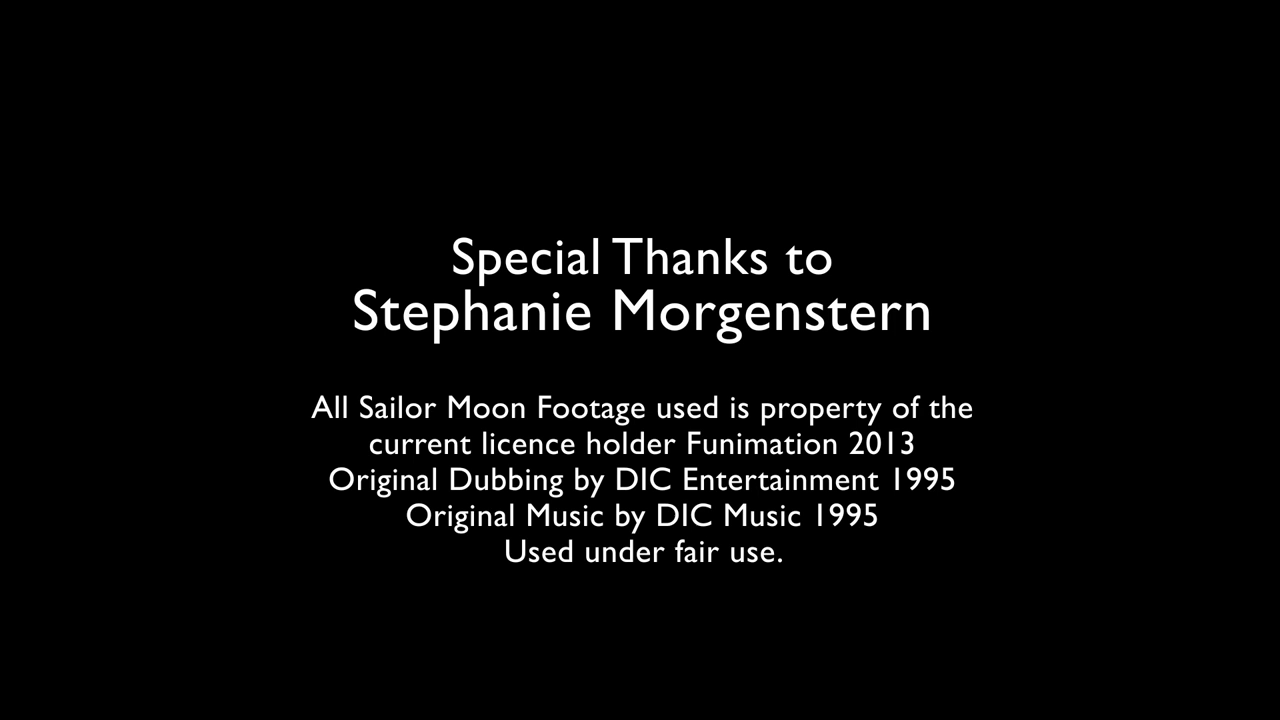 Special Thanks to
Stephanie Morgenstern
All Sailor Moon Footage used is property of the
current licence holder Funimation 2013
Original Dubbing by DIC Entertainment 1995
Original Music by DIC Music 1995
Used under fair use.